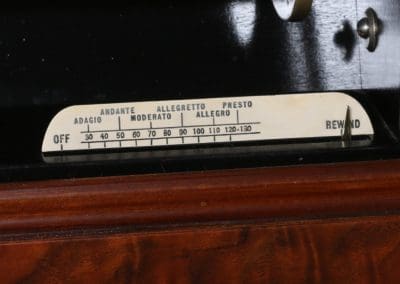 ANDANTE ALLEGRETTO PRESTO
ADAGIO MODERATO ALLEGRO
OFF 30 40 50 60 70 80 90 100 110 120-130 REWIND